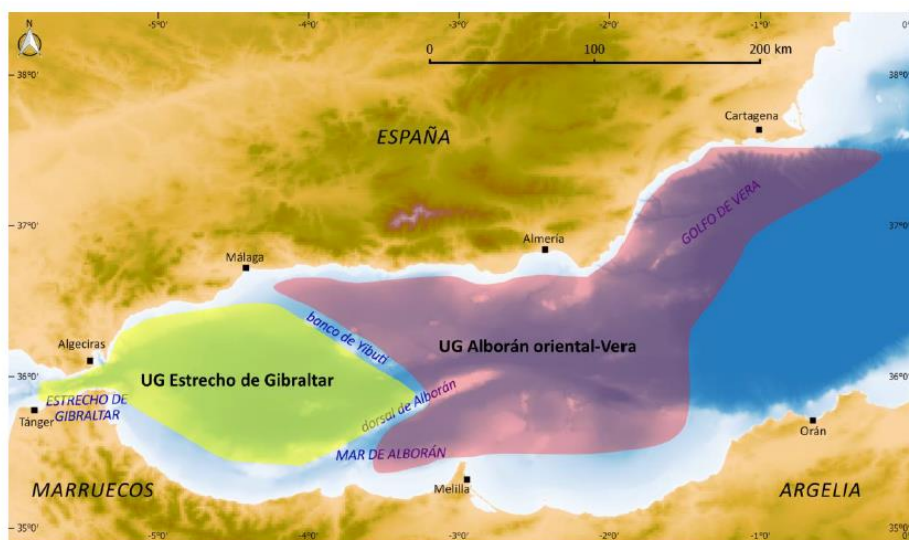 -5°0'
-4°0'
-3°0'
-2°0'
-1°0'
0°
N
0
100
200 km
38°0'
38°0'
Cartagena
ESPAÑA
GOLFO DE VERA
37°0'
37°0'
Almería
Málaga
banco de Yibuti
UG Alborán oriental-Vera
Algeciras
UG Estrecho de Gibraltar
36°0'
36°0'
ESTRECHO DE
GIBRALTAR
dorsal de Alborán
Tánger
Orán
MAR DE ALBORÁN
Melilla
MARRUECOS
ARGELIA
35°0'
35°0'
-5°0'
-4°0'
-3°0'
-2°0'
-1°0'